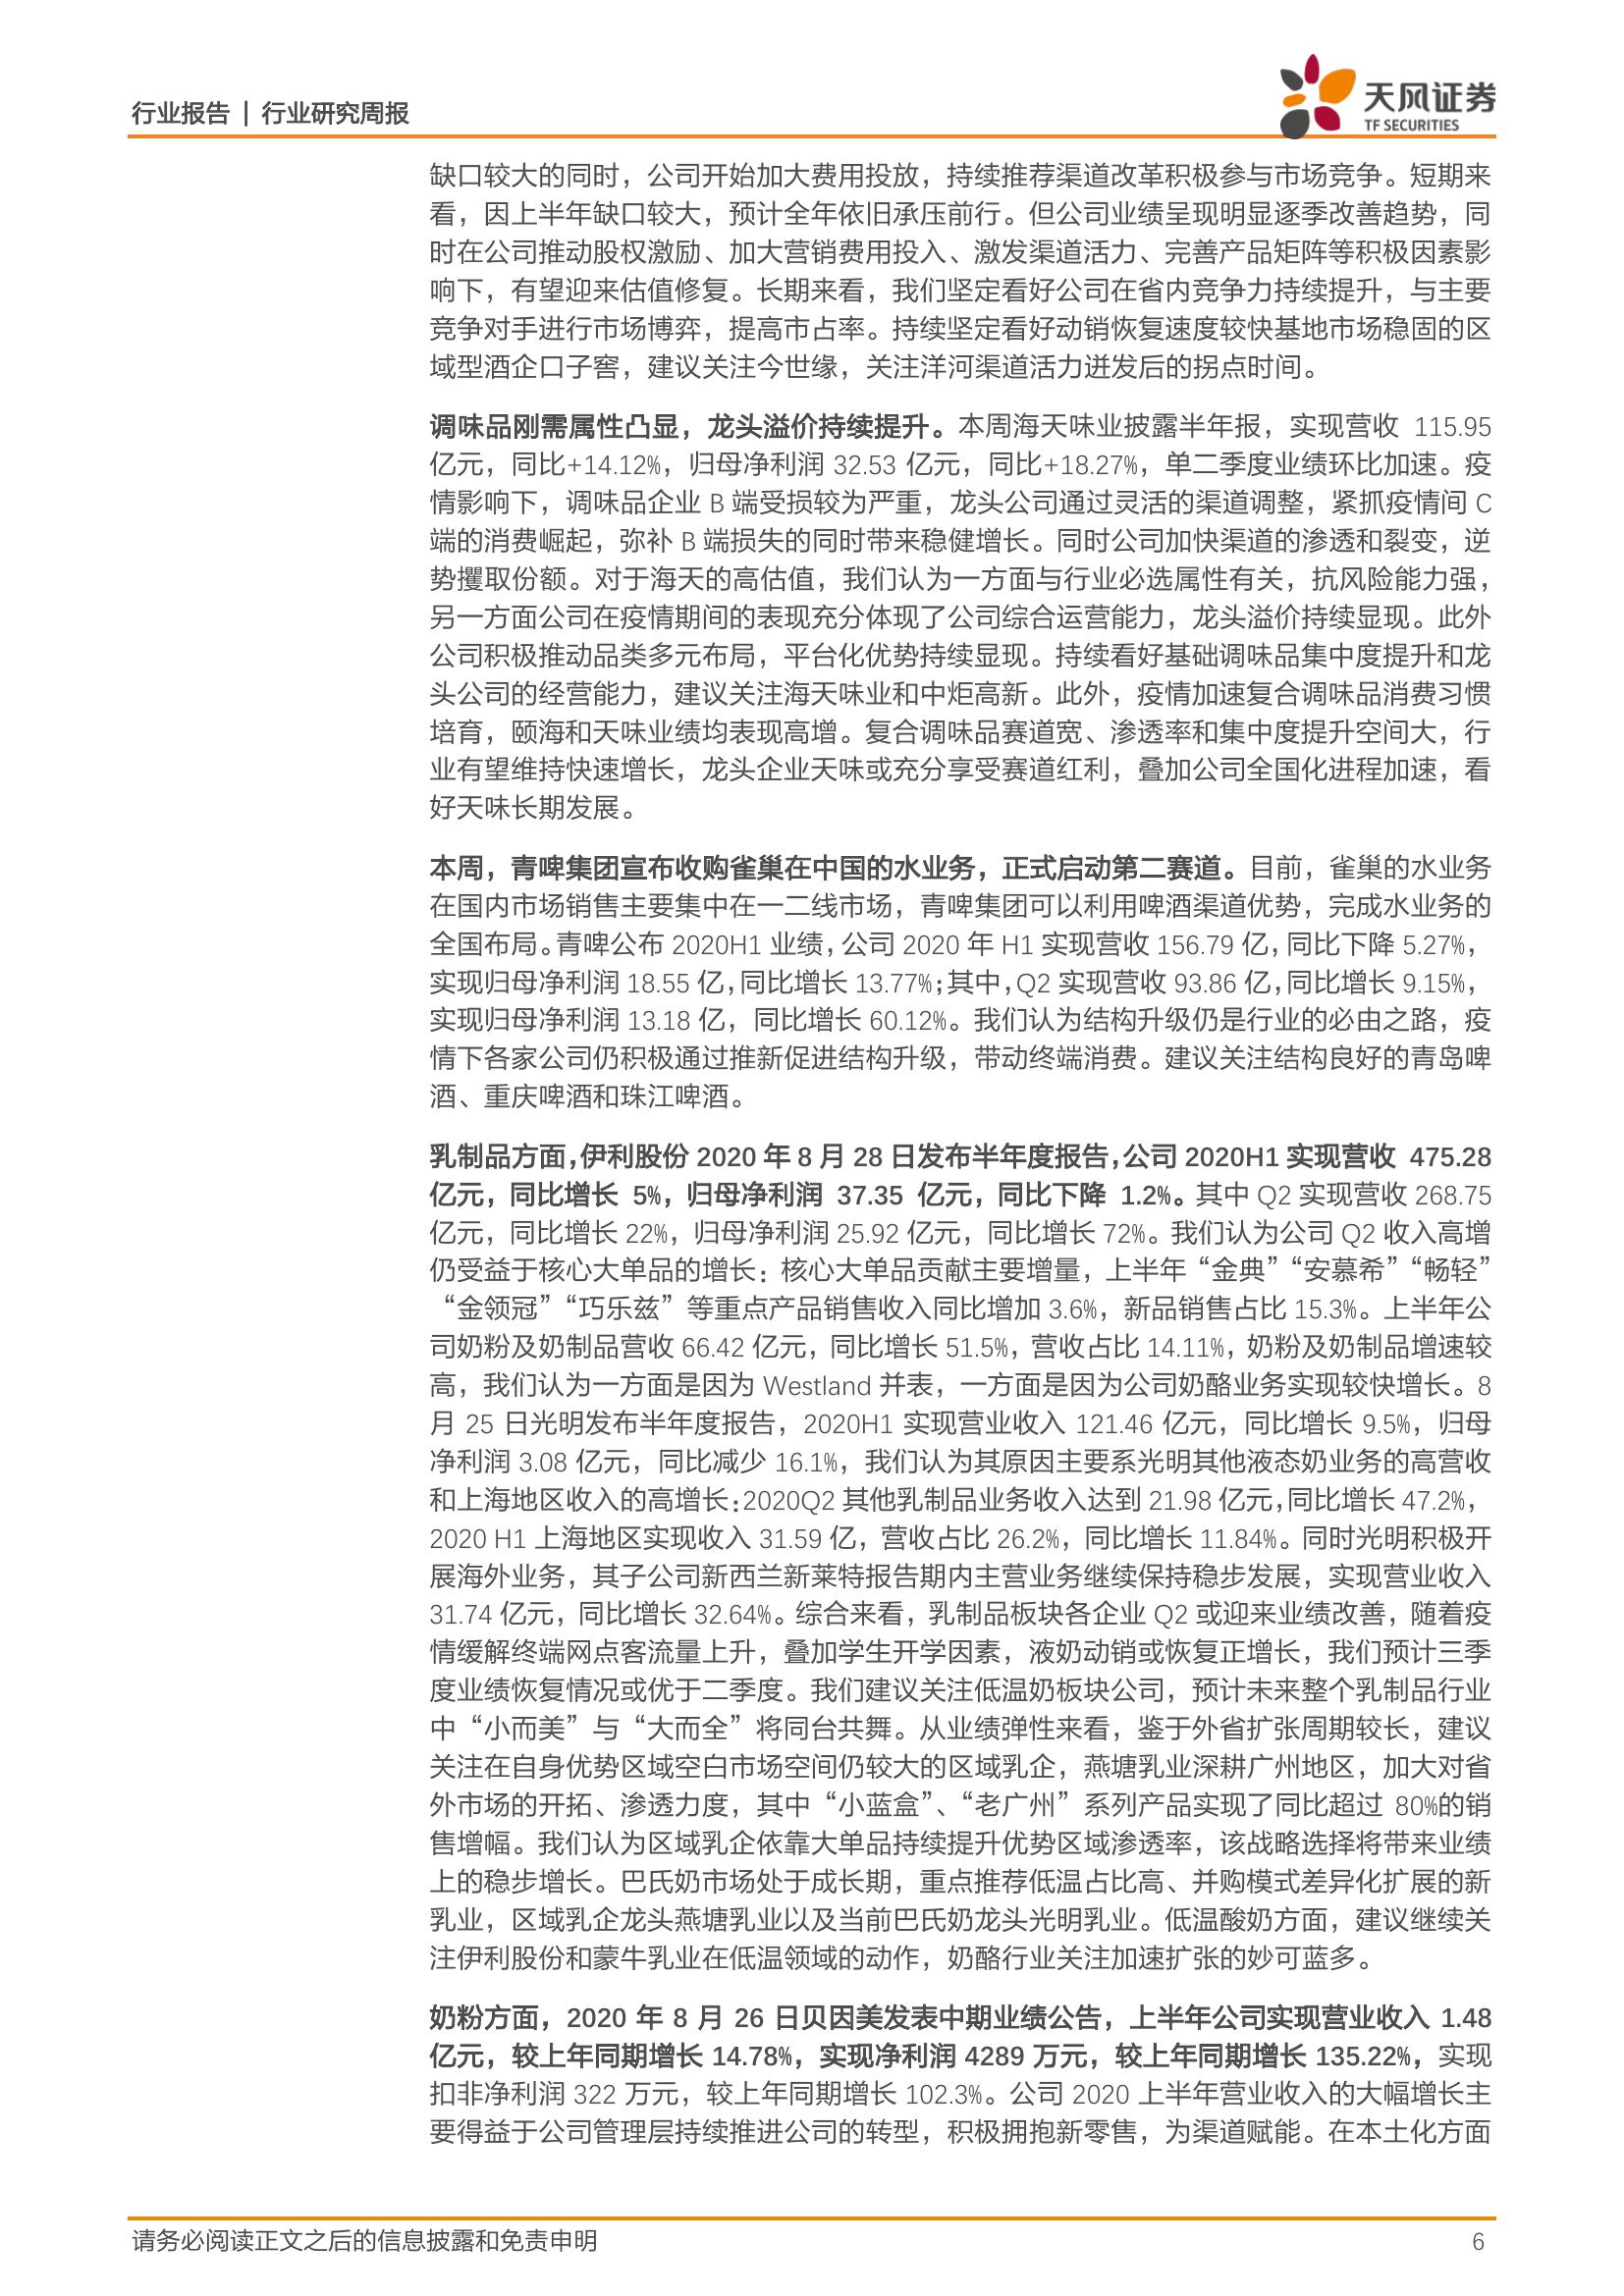 行业报告 | 行业研究周报
天风证券
TF SECURITIES
缺口较大的同时，公司开始加大费用投放，持续推荐渠道改革积极参与市场竞争。短期来
看，因上半年缺口较大，预计全年依旧承压前行。但公司业绩呈现明显逐季改善趋势，同
时在公司推动股权激励、加大营销费用投入、激发渠道活力、完善产品矩阵等积极因素影
响下，有望迎来估值修复。长期来看，我们坚定看好公司在省内竞争力持续提升，与主要
竞争对手进行市场博弈，提高市占率。持续坚定看好动销恢复速度较快基地市场稳固的区
域型酒企口子窖，建议关注今世缘，关注洋河渠道活力迸发后的拐点时间。
调味品刚需属性凸显，龙头溢价持续提升。本周海天味业披露半年报，实现营收 115.95
亿元，同比+14.12%，归母净利润 32.53 亿元，同比+18.27%，单二季度业绩环比加速。疫
情影响下，调味品企业 B 端受损较为严重，龙头公司通过灵活的渠道调整，紧抓疫情间 C
端的消费崛起，弥补 B 端损失的同时带来稳健增长。同时公司加快渠道的渗透和裂变，逆
势攫取份额。对于海天的高估值，我们认为一方面与行业必选属性有关，抗风险能力强，
另一方面公司在疫情期间的表现充分体现了公司综合运营能力，龙头溢价持续显现。此外
公司积极推动品类多元布局，平台化优势持续显现。持续看好基础调味品集中度提升和龙
头公司的经营能力，建议关注海天味业和中炬高新。此外，疫情加速复合调味品消费习惯
培育，颐海和天味业绩均表现高增。复合调味品赛道宽、渗透率和集中度提升空间大，行
业有望维持快速增长，龙头企业天味或充分享受赛道红利，叠加公司全国化进程加速，看
好天味长期发展。
本周，青啤集团宣布收购雀巢在中国的水业务，正式启动第二赛道。目前，雀巢的水业务
在国内市场销售主要集中在一二线市场，青啤集团可以利用啤酒渠道优势，完成水业务的
全国布局。青啤公布 2020H1 业绩，公司 2020 年 H1 实现营收 156.79 亿，同比下降 5.27%，
实现归母净利润 18.55 亿，同比增长 13.77%；其中，Q2 实现营收 93.86 亿，同比增长 9.15%，
实现归母净利润 13.18 亿，同比增长 60.12%。我们认为结构升级仍是行业的必由之路，疫
情下各家公司仍积极通过推新促进结构升级，带动终端消费。建议关注结构良好的青岛啤
酒、重庆啤酒和珠江啤酒。
乳制品方面，伊利股份 2020 年 8 月 28 日发布半年度报告，公司 2020H1 实现营收 475.28
亿元，同比增长 5%，归母净利润 37.35 亿元，同比下降 1.2%。其中 Q2 实现营收 268.75
亿元，同比增长 22%，归母净利润 25.92 亿元，同比增长 72%。我们认为公司 Q2 收入高增
仍受益于核心大单品的增长：核心大单品贡献主要增量，上半年“金典”“安慕希”“畅轻”
“金领冠”“巧乐兹”等重点产品销售收入同比增加 3.6%，新品销售占比 15.3%。上半年公
司奶粉及奶制品营收 66.42 亿元，同比增长 51.5%，营收占比 14.11%，奶粉及奶制品增速较
高，我们认为一方面是因为 Westland 并表，一方面是因为公司奶酪业务实现较快增长。8
月 25 日光明发布半年度报告，2020H1 实现营业收入 121.46 亿元，同比增长 9.5%，归母
净利润 3.08 亿元，同比减少 16.1%，我们认为其原因主要系光明其他液态奶业务的高营收
和上海地区收入的高增长：2020Q2 其他乳制品业务收入达到 21.98 亿元，同比增长 47.2%，
2020 H1 上海地区实现收入 31.59 亿，营收占比 26.2%，同比增长 11.84%。同时光明积极开
展海外业务，其子公司新西兰新莱特报告期内主营业务继续保持稳步发展，实现营业收入
31.74 亿元，同比增长 32.64%。综合来看，乳制品板块各企业 Q2 或迎来业绩改善，随着疫
情缓解终端网点客流量上升，叠加学生开学因素，液奶动销或恢复正增长，我们预计三季
度业绩恢复情况或优于二季度。我们建议关注低温奶板块公司，预计未来整个乳制品行业
中“小而美”与“大而全”将同台共舞。从业绩弹性来看，鉴于外省扩张周期较长，建议
关注在自身优势区域空白市场空间仍较大的区域乳企，燕塘乳业深耕广州地区，加大对省
外市场的开拓、渗透力度，其中“小蓝盒”、“老广州”系列产品实现了同比超过 80%的销
售增幅。我们认为区域乳企依靠大单品持续提升优势区域渗透率，该战略选择将带来业绩
上的稳步增长。巴氏奶市场处于成长期，重点推荐低温占比高、并购模式差异化扩展的新
乳业，区域乳企龙头燕塘乳业以及当前巴氏奶龙头光明乳业。低温酸奶方面，建议继续关
注伊利股份和蒙牛乳业在低温领域的动作，奶酪行业关注加速扩张的妙可蓝多。
奶粉方面，2020 年 8 月 26 日贝因美发表中期业绩公告，上半年公司实现营业收入 1.48
亿元，较上年同期增长 14.78%，实现净利润 4289 万元，较上年同期增长 135.22%，实现
扣非净利润 322 万元，较上年同期增长 102.3%。公司 2020 上半年营业收入的大幅增长主
要得益于公司管理层持续推进公司的转型，积极拥抱新零售，为渠道赋能。在本土化方面
请务必阅读正文之后的信息披露和免责申明
6